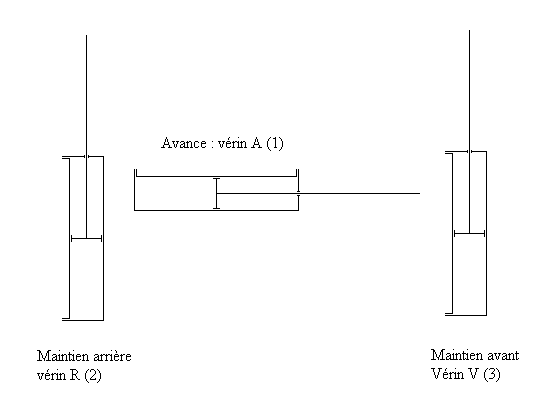 Avance : vérin A (1)
Maintien arrière
vérin R (2)
Maintien avant
Vérin V (3)